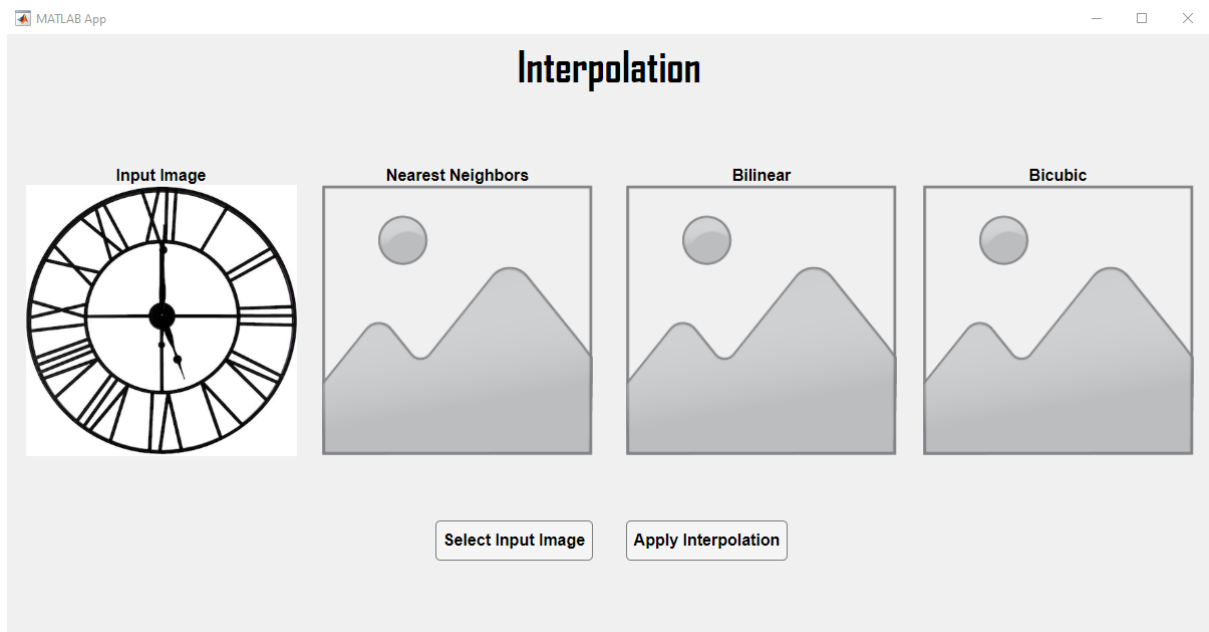 MATLAB App
Interpolation
Input Image
Nearest Neighbors
Bilinear
Bicubic
Select Input Image
Apply Interpolation